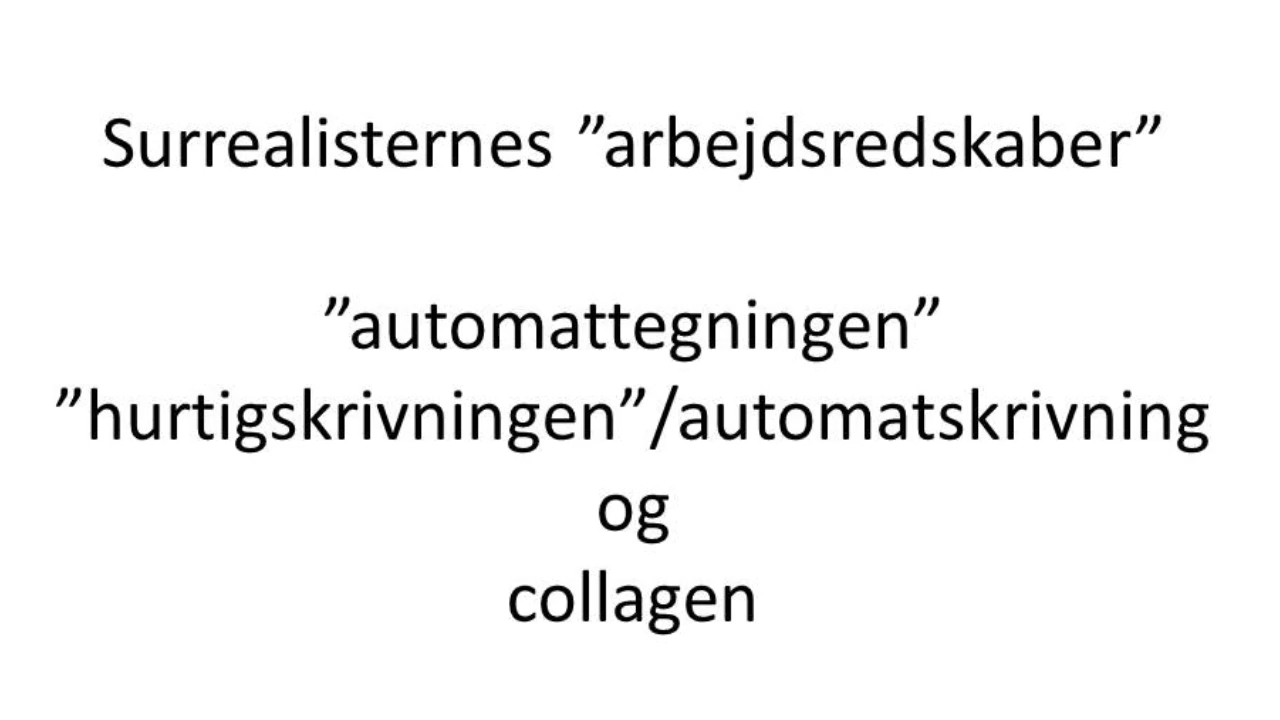 Surrealisternes ”arbejdsredskaber”
”automattegningen”
”hurtigskrivningen”/automatskrivning
og
collagen